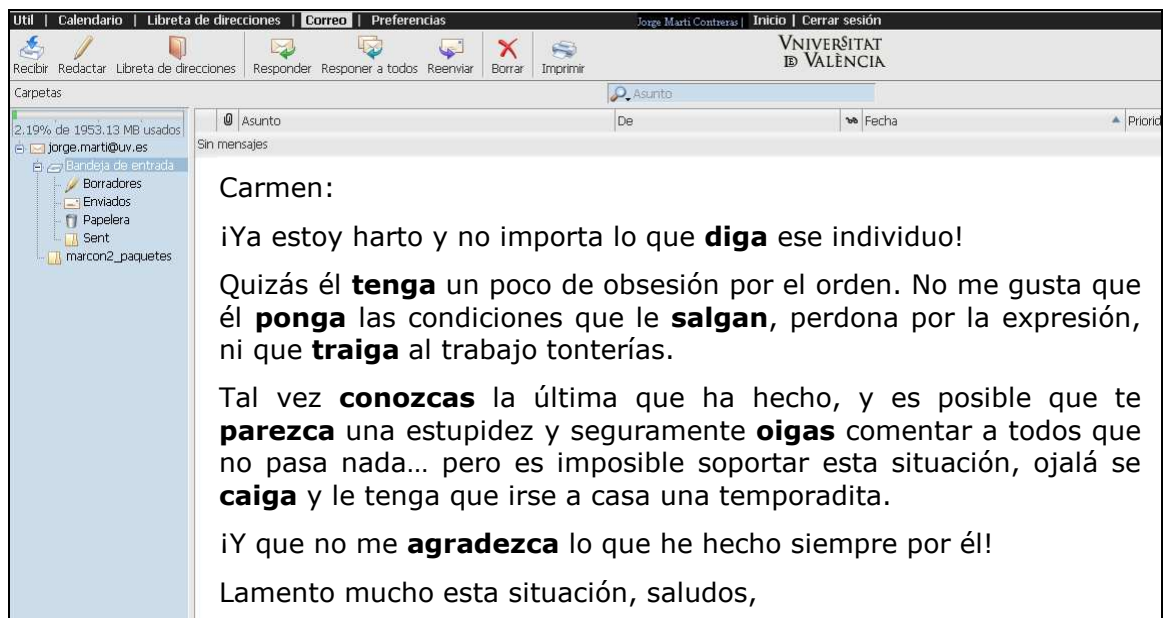 Util | Calendario | Libreta de direcciones | Correo | Preferencias Jorge Marti Contreras | Inicio | Cerrar sesión
Recibir Redactar Libreta de direcciones Responder Responer a todos Reenviar Borrar Imprimir
VNIVERSITAT
ID VALÈNCIA
Carpetas
Asunto
2.19% de 1953.13 MB usados
Asunto De Fecha Priorid
Sin mensajes
jorge.marti@uv.es
Bandeja de entrada
Borradores
Enviados
Papelera
Sent
marcon2_paquetes
Carmen:
¡Ya estoy harto y no importa lo que diga ese individuo!
Quizás él tenga un poco de obsesión por el orden. No me gusta que
él ponga las condiciones que le salgan, perdona por la expresión,
ni que traiga al trabajo tonterías.
Tal vez conozcas la última que ha hecho, y es posible que te
parezca una estupidez y seguramente oigas comentar a todos que
no pasa nada… pero es imposible soportar esta situación, ojalá se
caiga y le tenga que irse a casa una temporadita.
¡Y que no me agradezca lo que he hecho siempre por él!
Lamento mucho esta situación, saludos,